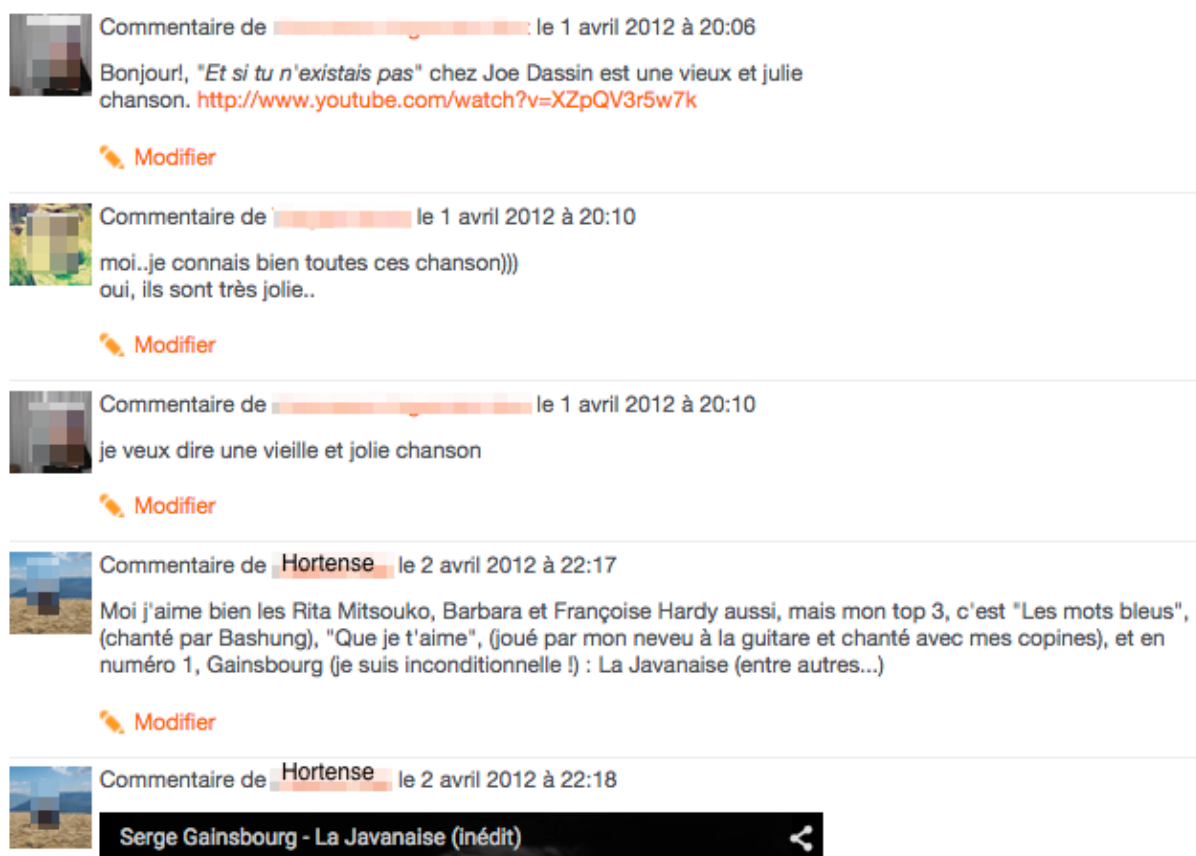 Commentaire de le 1 avril 2012 à 20:06
Bonjour!, "Et si tu n'existais pas" chez Joe Dassin est une vieux et julie
chanson. http://www.youtube.com/watch?v=XZpQV3r5w7k
Modifier
Commentaire de le 1 avril 2012 à 20:10
moi..je connais bien toutes ces chanson)))
oui, ils sont très jolie..
Modifier
Commentaire de le 1 avril 2012 à 20:10
je veux dire une vieille et jolie chanson
Modifier
Commentaire de Hortense le 2 avril 2012 à 22:17
Moi j'aime bien les Rita Mitsouko, Barbara et Françoise Hardy aussi, mais mon top 3, c'est "Les mots bleus",
(chanté par Bashung), "Que je t'aime", (joué par mon neveu à la guitare et chanté avec mes copines), et en
numéro 1, Gainsbourg (je suis inconditionnelle !) : La Javanaise (entre autres...)
Modifier
Commentaire de Hortense le 2 avril 2012 à 22:18
Serge Gainsbourg - La Javanaise (inédit)